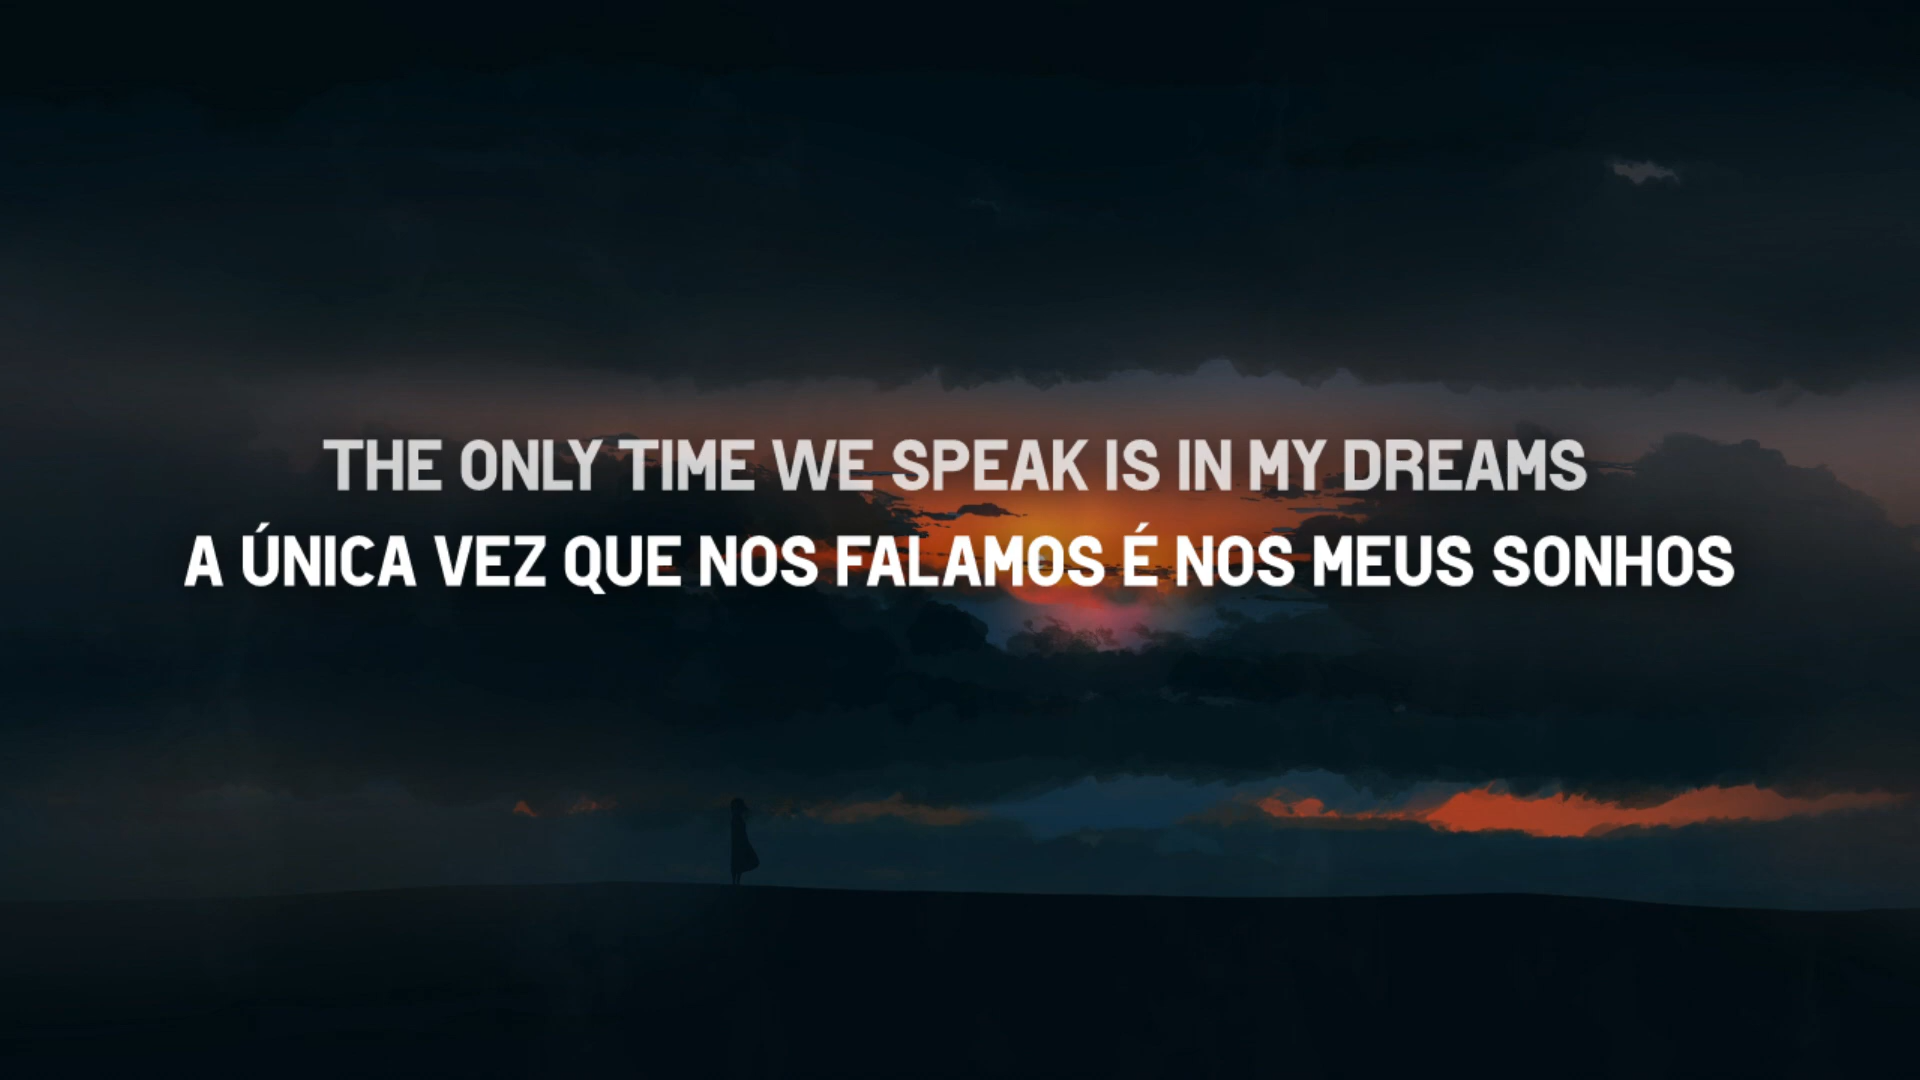 THE ONLY TIME WE SPEAK IS IN MY DREAMS
A ÚNICA VEZ QUE NOS FALAMOS É NOS MEUS SONHOS